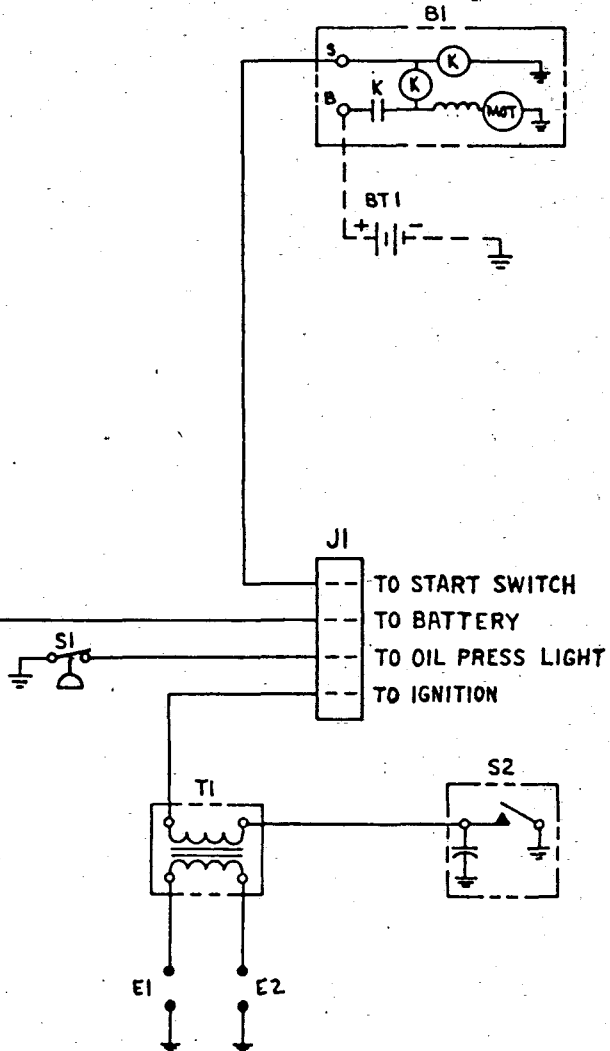 B1
S
K
K
B
K
MOT
BT1
+
-
J1
TO START SWITCH
TO BATTERY
S1
TO OIL PRESS LIGHT
TO IGNITION
T1
S2
E1
E2